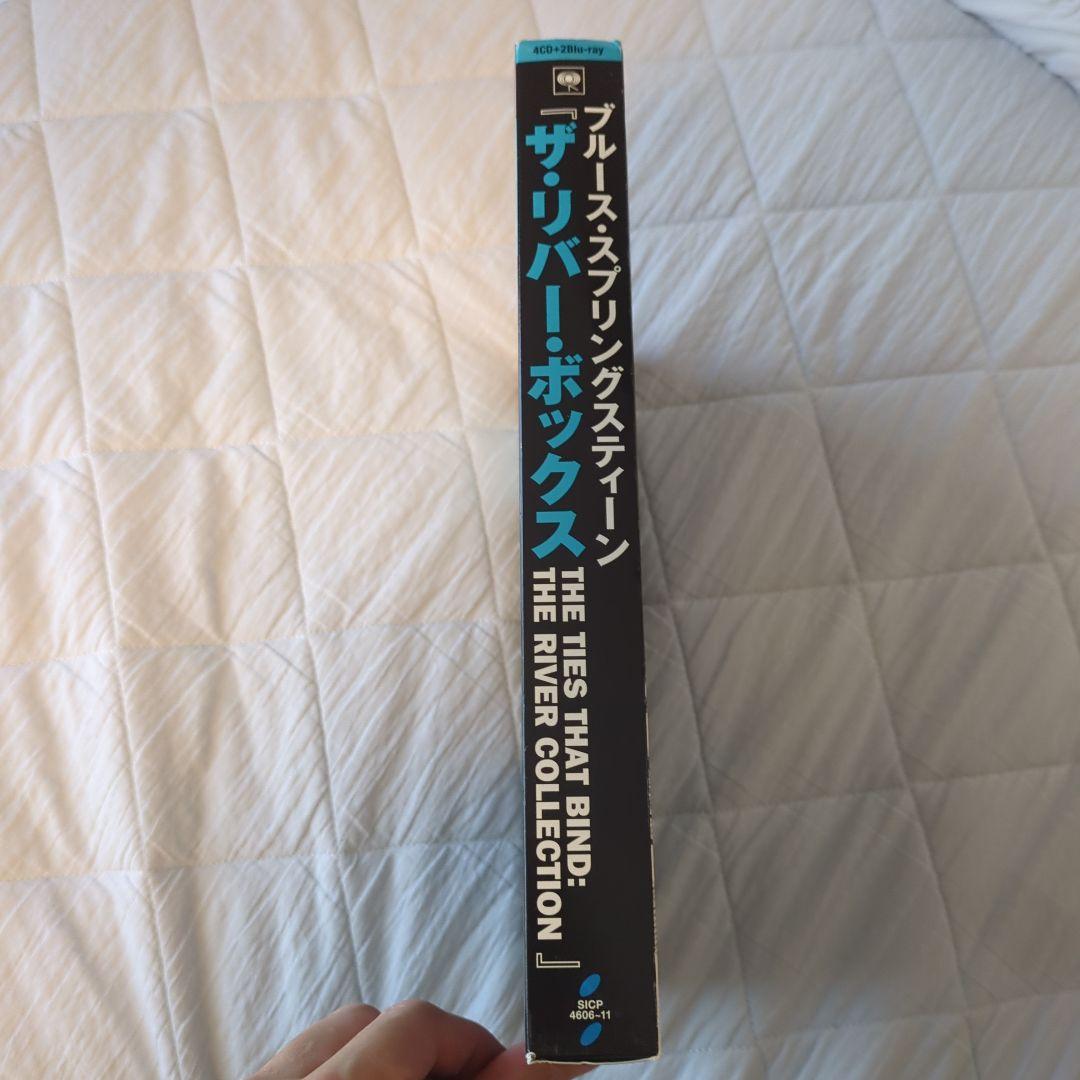 4CD+2Blu-ray
ブルース・スプリングスティーン
『ザ・リバー・ボックス
THE TIES THAT BIND:
THE RIVER COLLECTION』
SICP
4606~11